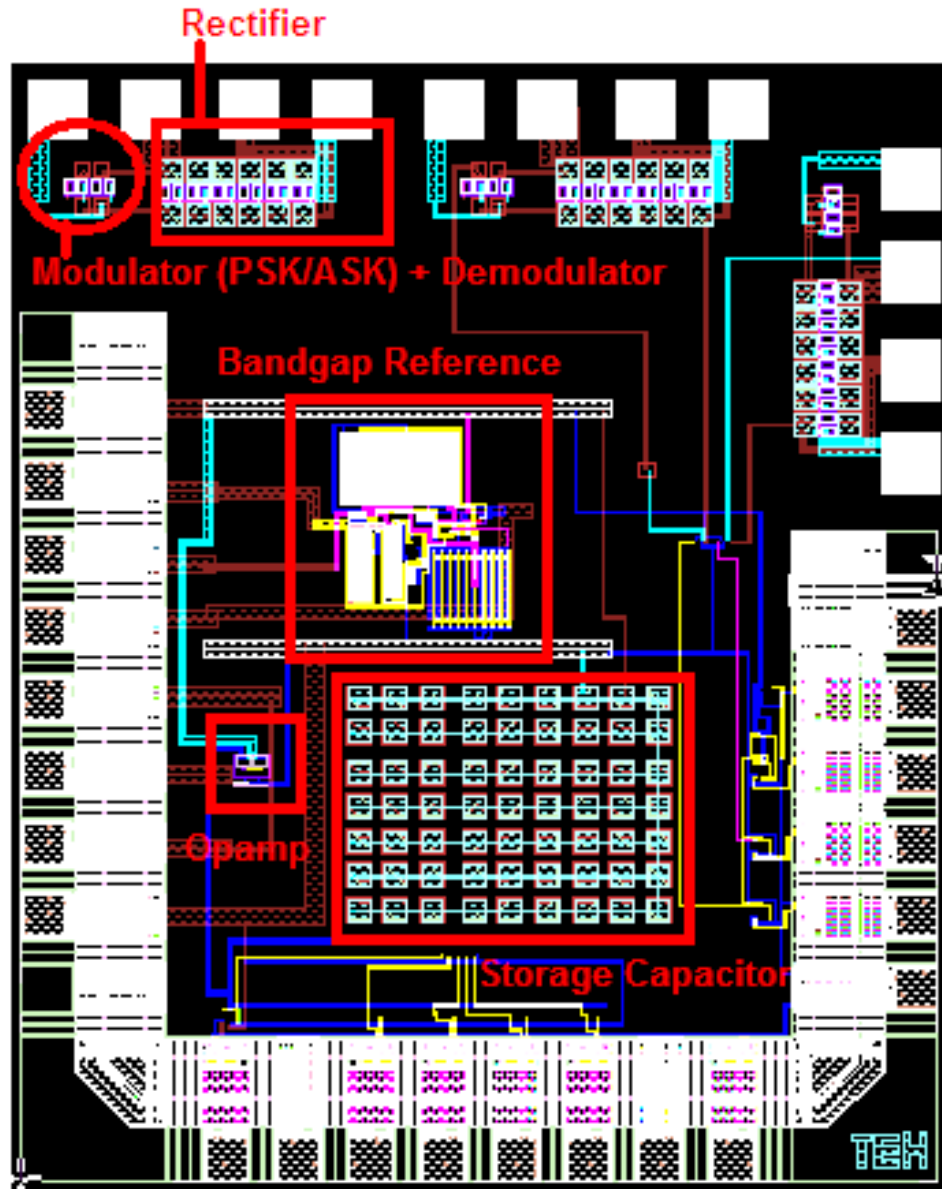 Rectifier
Modulator (PSK/ASK) + Demodulator
Bandgap Reference
Opamp
Storage Capacitor
TEH